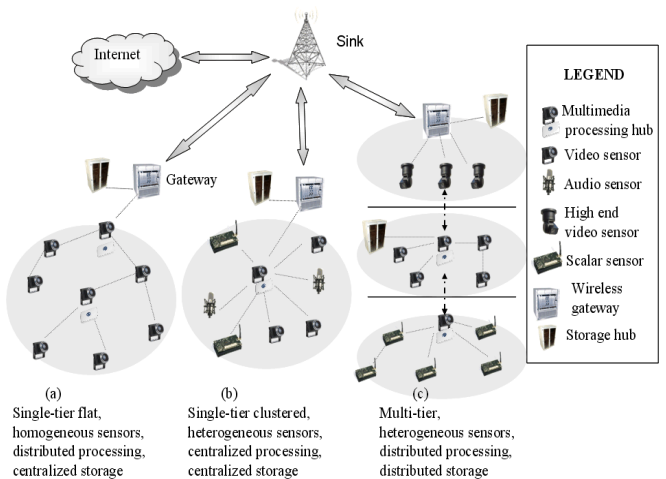 Internet
Sink
Gateway
LEGEND
Multimedia
processing hub
Video sensor
Audio sensor
High end
video sensor
Scalar sensor
Wireless
gateway
Storage hub
(a)
Single-tier flat,
homogeneous sensors,
distributed processing,
centralized storage
(b)
Single-tier clustered,
heterogeneous sensors,
centralized processing,
centralized storage
(c)
Multi-tier,
heterogeneous sensors,
distributed processing,
distributed storage